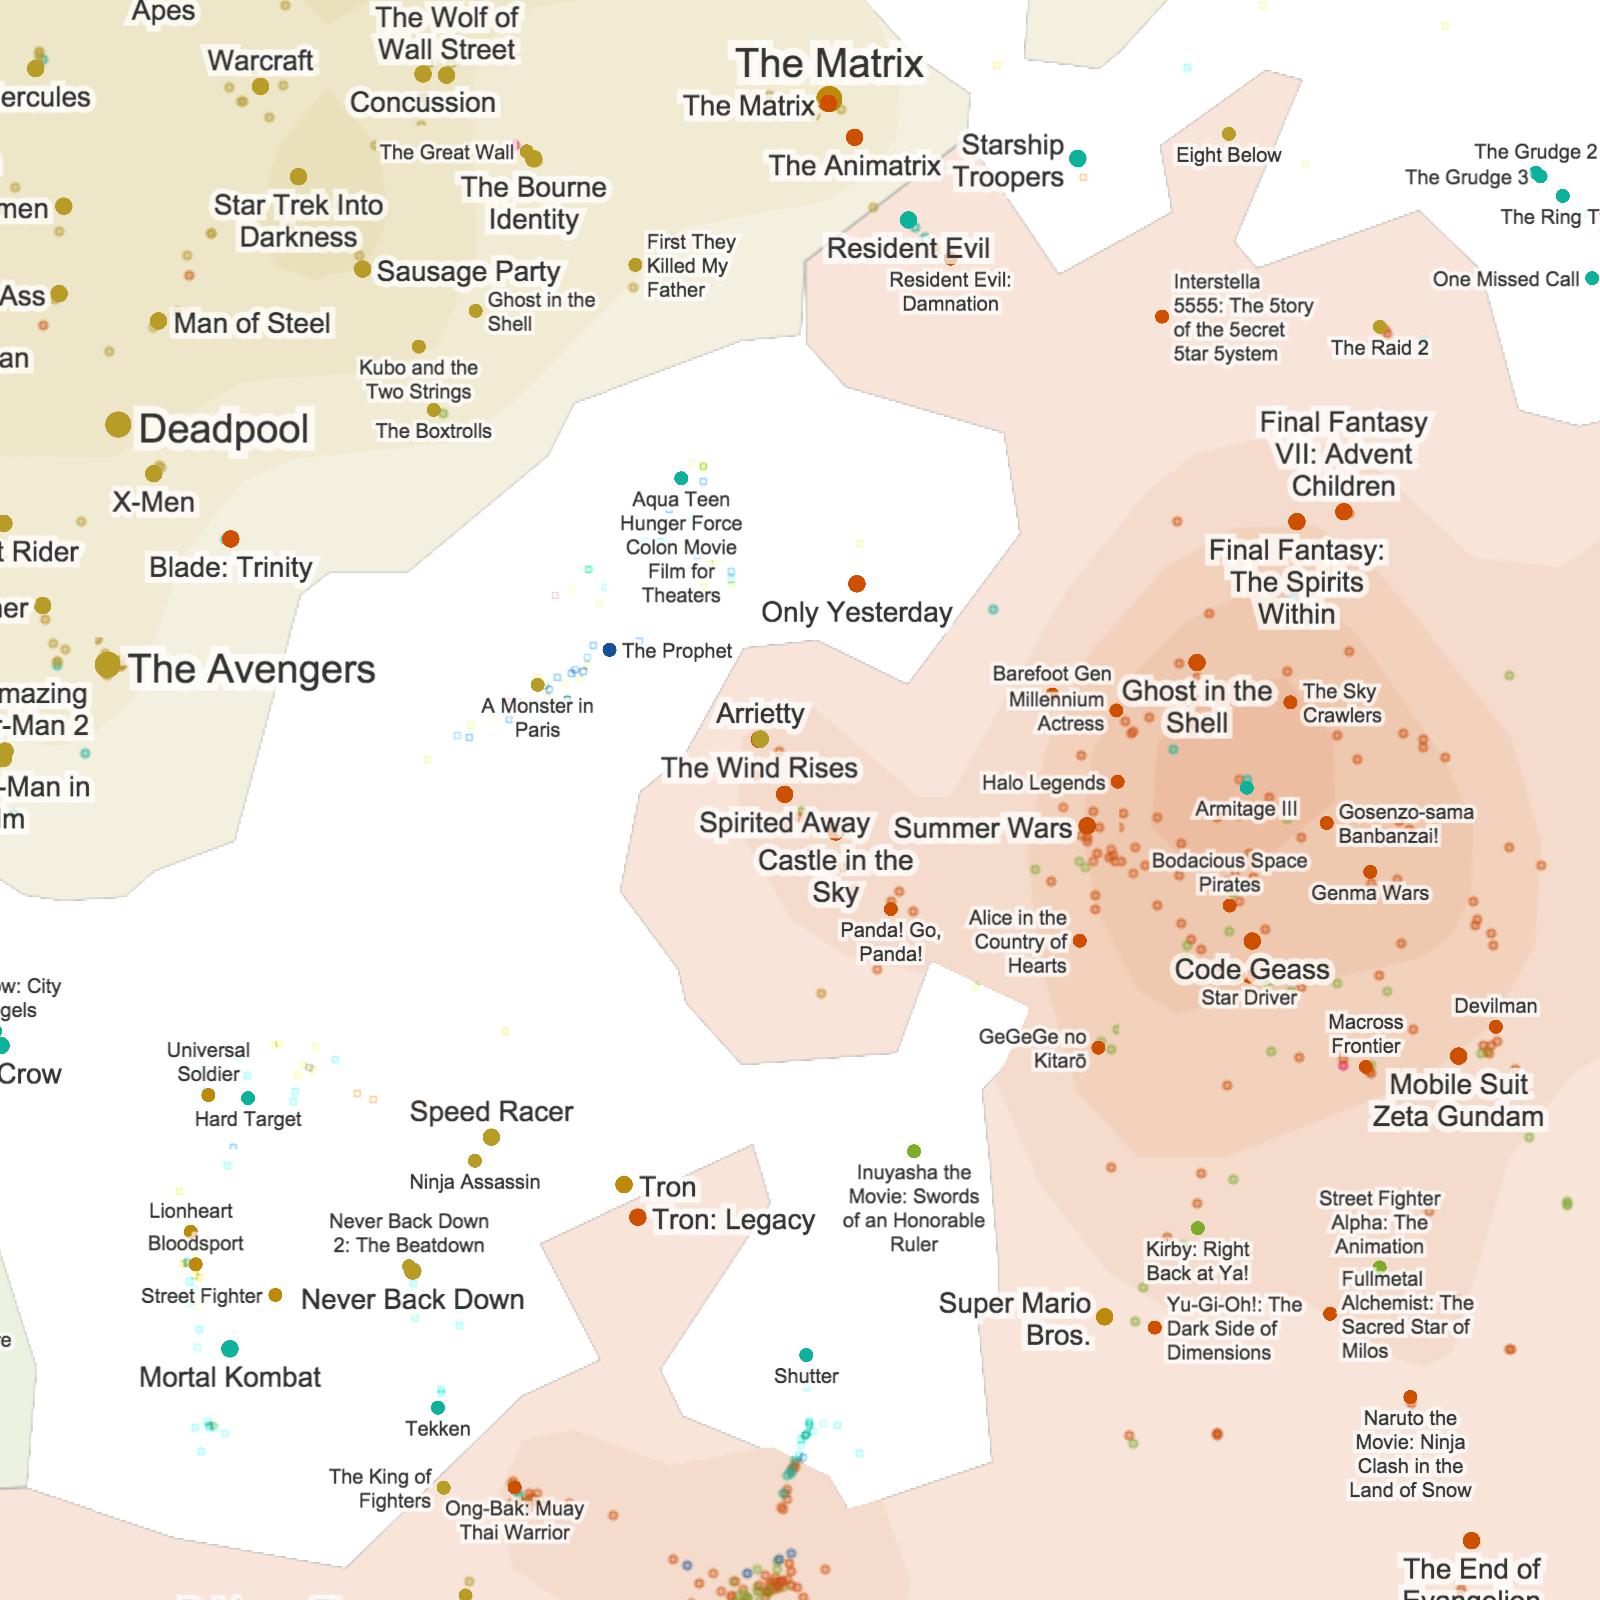 Apes
The Wolf of
Wall Street
Warcraft
Concussion
The Matrix
The Matrix
The Animatrix
The Great Wall
The Bourne
Identity
Starship
Troopers
Eight Below
The Grudge 2
The Grudge 3
The Ring
One Missed Call
Star Trek Into
Darkness
Sausage Party
Ghost in the
Shell
First They
Killed My
Father
Resident Evil
Resident Evil:
Damnation
Interstella
5555: The 5tory
of the 5ecret
5tar 5ystem
The Raid 2
Ass
Man of Steel
Kubo and the
Two Strings
The Boxtrolls
Deadpool
X-Men
Blade: Trinity
t Rider
Aqua Teen
Hunger Force
Colon Movie
Film for
Theaters
Only Yesterday
Final Fantasy
VII: Advent
Children
Final Fantasy:
The Spirits
Within
The Avengers
The Prophet
A Monster in
Paris
r-Man 2
-Man in
Arrietty
The Wind Rises
Spirited Away
Castle in the
Sky
Panda! Go,
Panda!
Barefoot Gen
Millennium
Actress
Ghost in the
Shell
The Sky
Crawlers
Halo Legends
Armitage III
Summer Wars
Gosenzo-sama
Banbanzai!
Bodacious Space
Pirates
Genma Wars
Alice in the
Country of
Hearts
Code Geass
Star Driver
GeGeGe no
Kitarō
Macross
Frontier
Devilman
Mobile Suit
Zeta Gundam
w: City
gels
Crow
Universal
Soldier
Hard Target
Speed Racer
Ninja Assassin
Tron
Tron: Legacy
Inuyasha the
Movie: Swords
of an Honorable
Ruler
Lionheart
Bloodsport
Street Fighter
Never Back Down
2: The Beatdown
Never Back Down
Mortal Kombat
Tekken
Shutter
Kirby: Right
Back at Ya!
Street Fighter
Alpha: The
Animation
Super Mario
Bros.
Yu-Gi-Oh!: The
Dark Side of
Dimensions
Fullmetal
Alchemist: The
Sacred Star of
Milos
Naruto the
Movie: Ninja
Clash in the
Land of Snow
The King of
Fighters
Ong-Bak: Muay
Thai Warrior
The End of
Evangelion